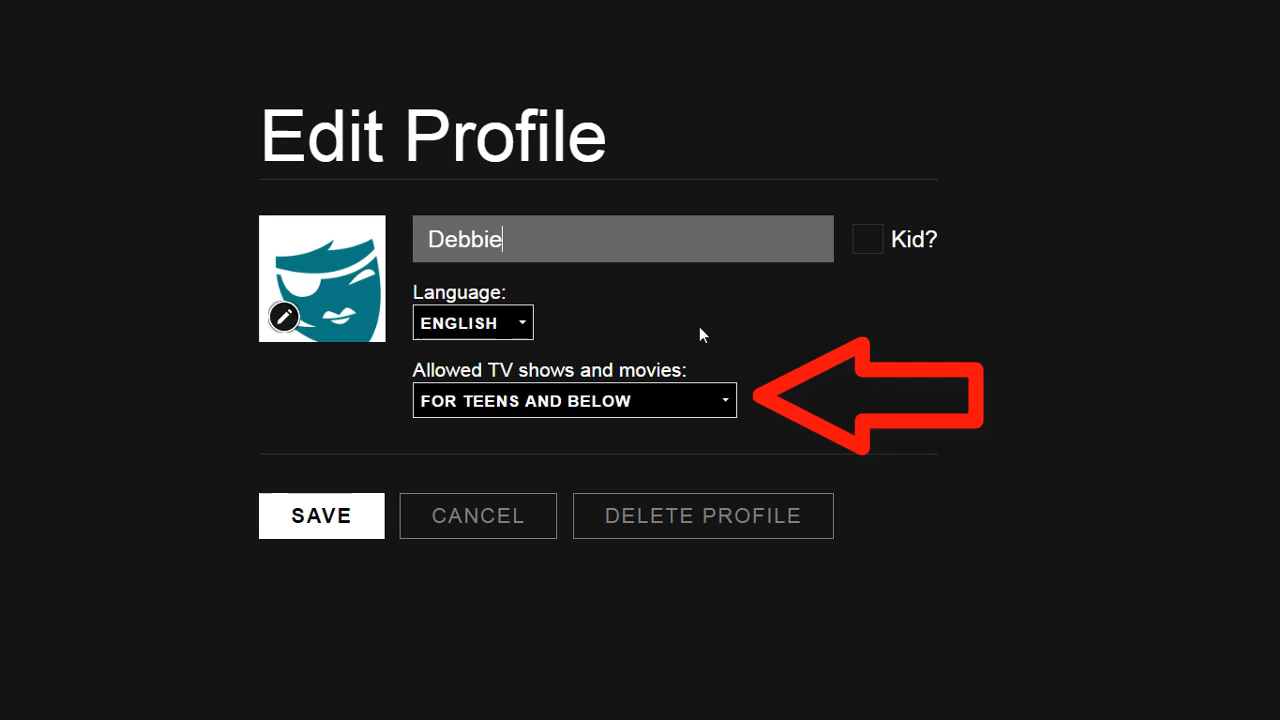 Edit Profile
Debbie
Kid?
Language:
ENGLISH
Allowed TV shows and movies:
FOR TEENS AND BELOW
SAVE
CANCEL
DELETE PROFILE